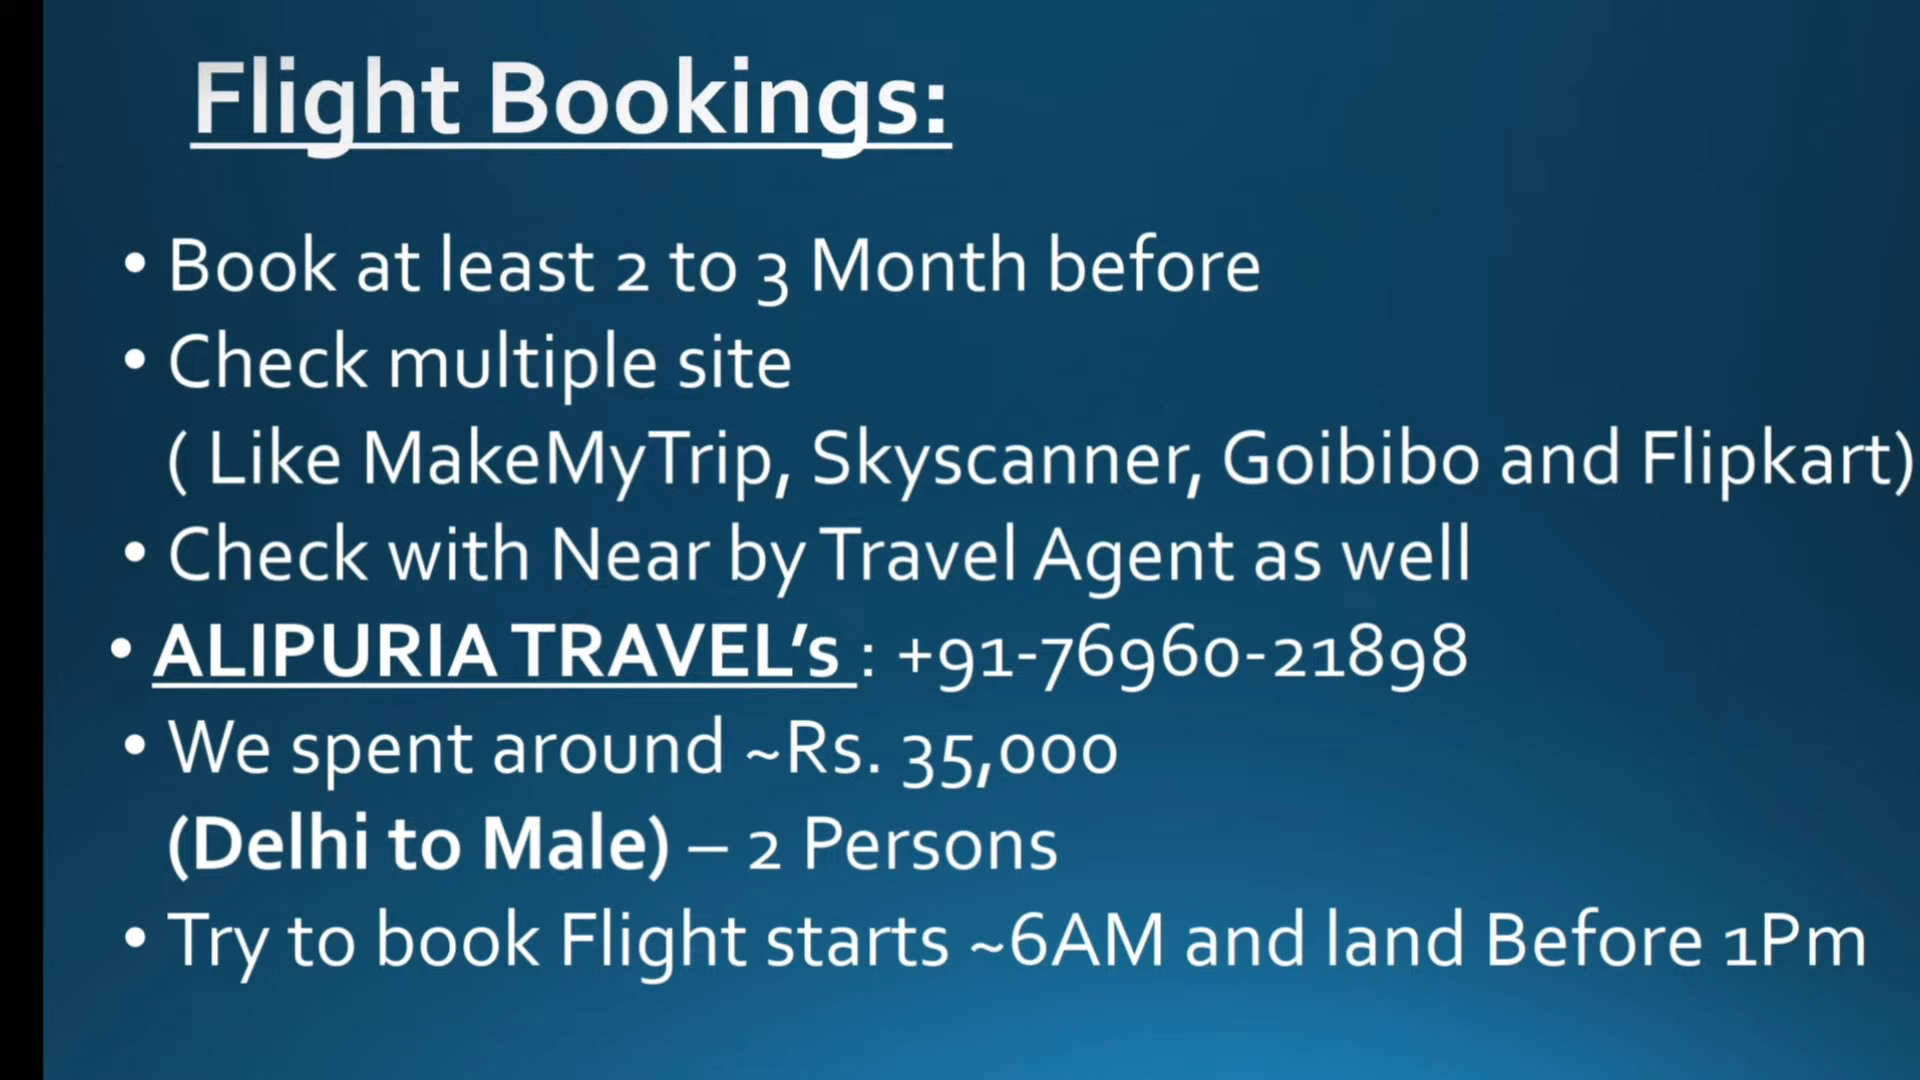 Flight Bookings:
• Book at least 2 to 3 Month before
• Check multiple site
( Like MakeMyTrip, Skyscanner, Goibibo and Flipkart)
• Check with Near by Travel Agent as well
• ALIPURIA TRAVEL’s : +91-76960-21898
• We spent around ~Rs. 35,000
(Delhi to Male) – 2 Persons
• Try to book Flight starts ~6AM and land Before 1Pm